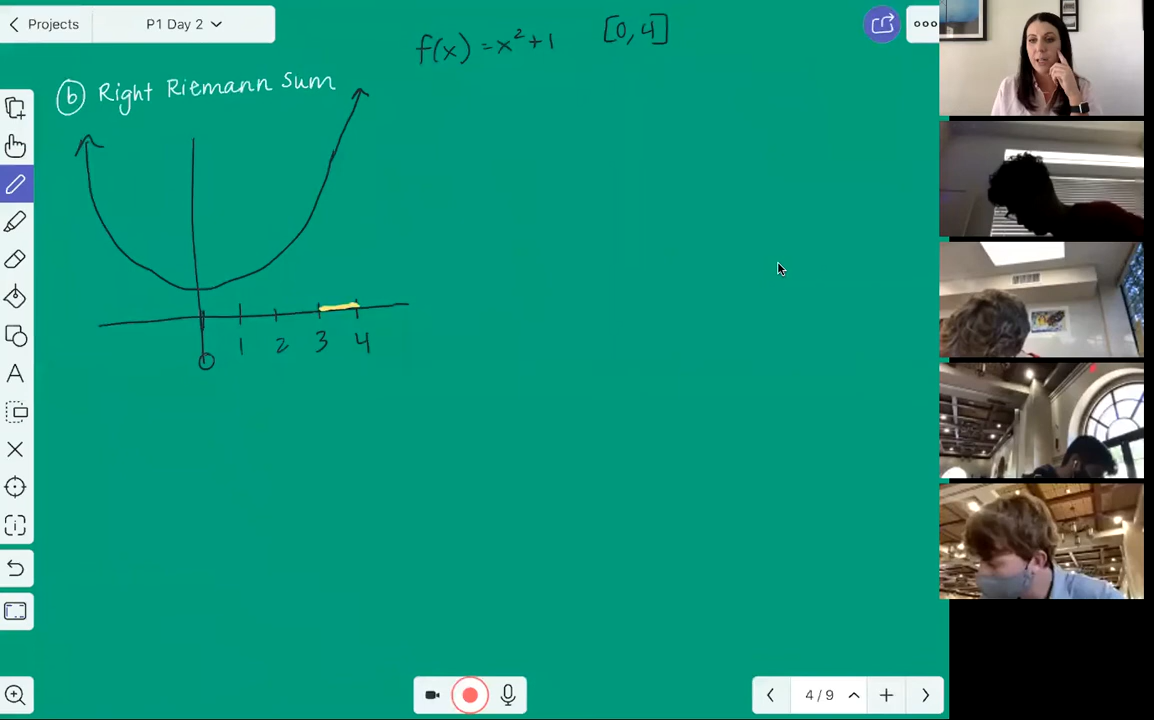 Projects
P1 Day 2
f(x) = x² + 1 [0, 4]
ⓑ Right Riemann Sum
0 1 2 3 4
4 / 9